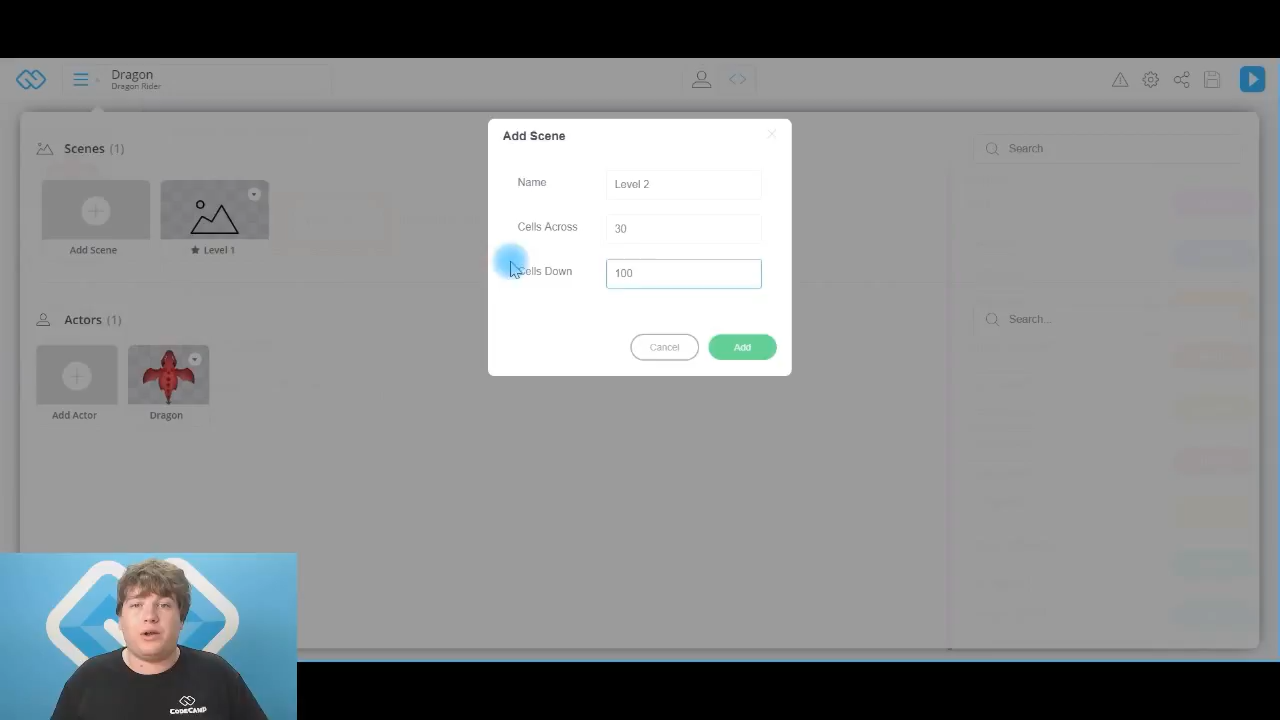 Dragon
Dragon Rider
Add Scene
Scenes (1)
Search
Name
Level 2
Cells Across
30
Add Scene
Level 1
Cells Down
100
Actors (1)
Search...
Cancel
Add
Add Actor
Dragon
CODECAMP